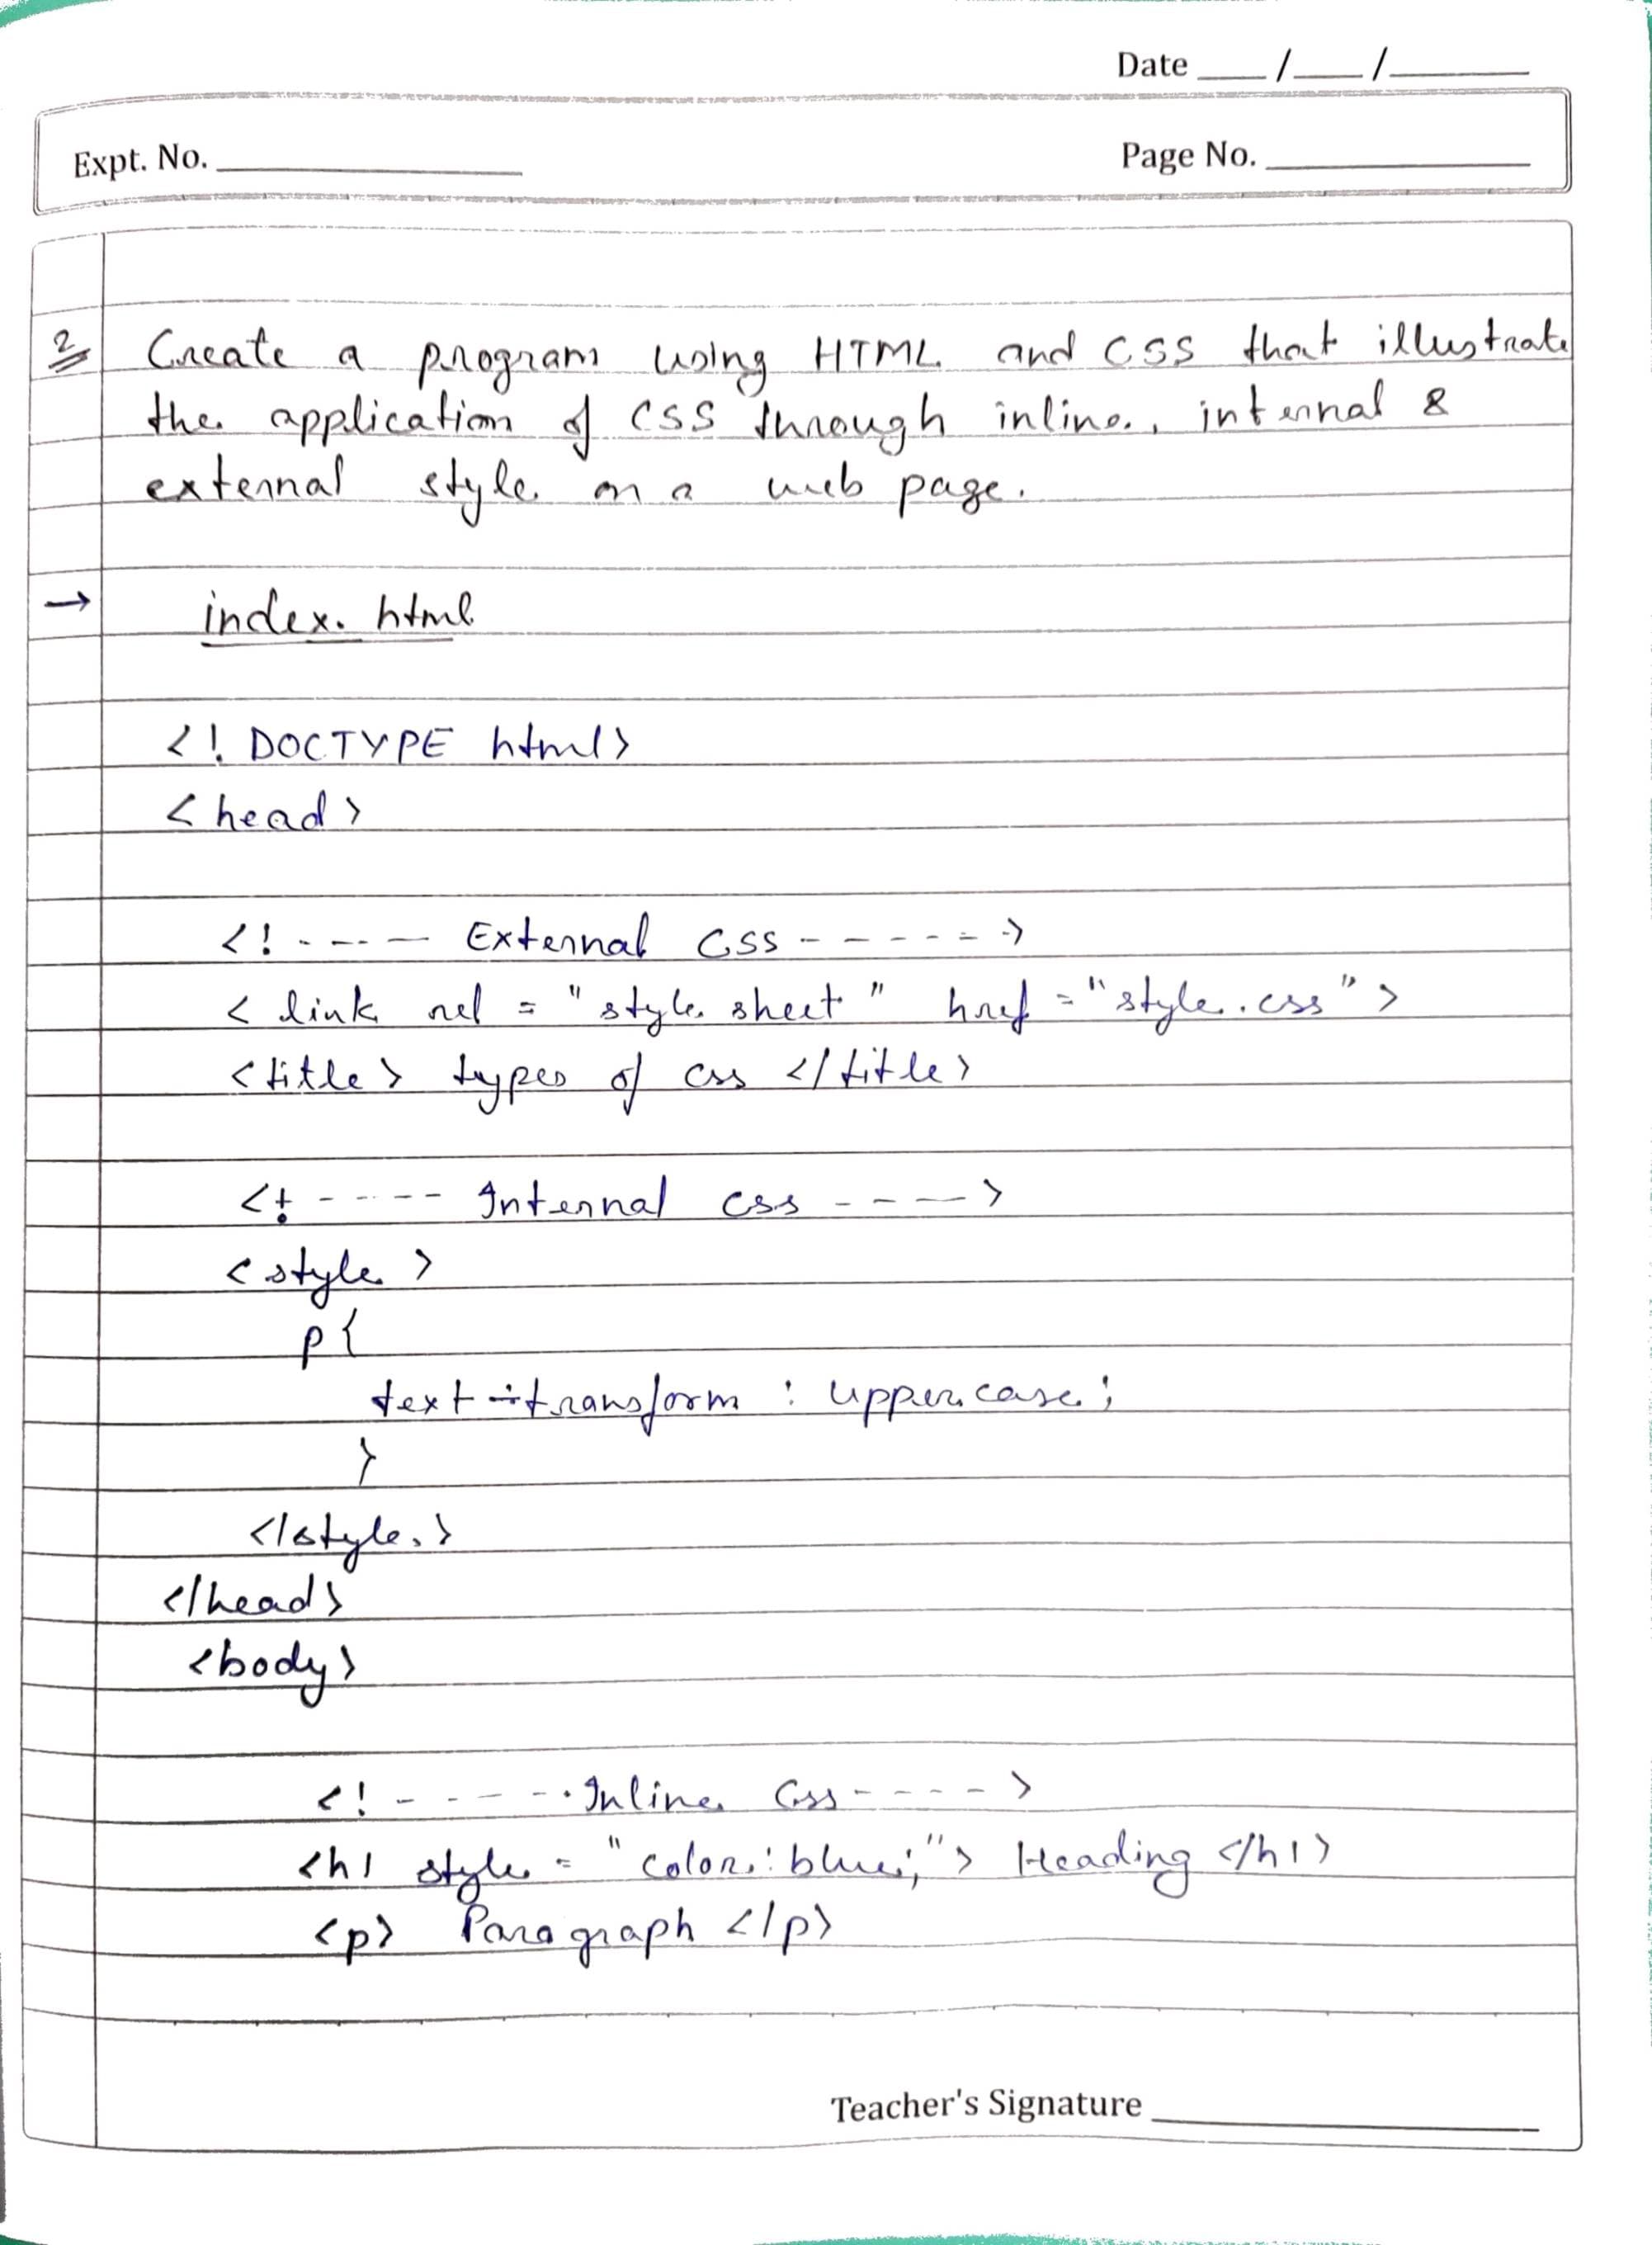 Date ___/___/______
Expt. No. ____________ Page No. ____________
2 Create a program using HTML and CSS that illustrate
the application of CSS through inline, internal &
external style on a web page.
→ index.html
<! DOCTYPE html>
<head>
<! ----- External CSS ------->
<link rel = "stylesheet" href = "style.css">
<title> types of css </title>
<! ----- Internal css ---->
<style>
p{
text-transform : uppercase;
}
</style>
</head>
<body>
<! ------ Inline Css ---->
<h1 style = "color: blue;"> Heading </h1>
<p> Paragraph </p>
Teacher's Signature ____________